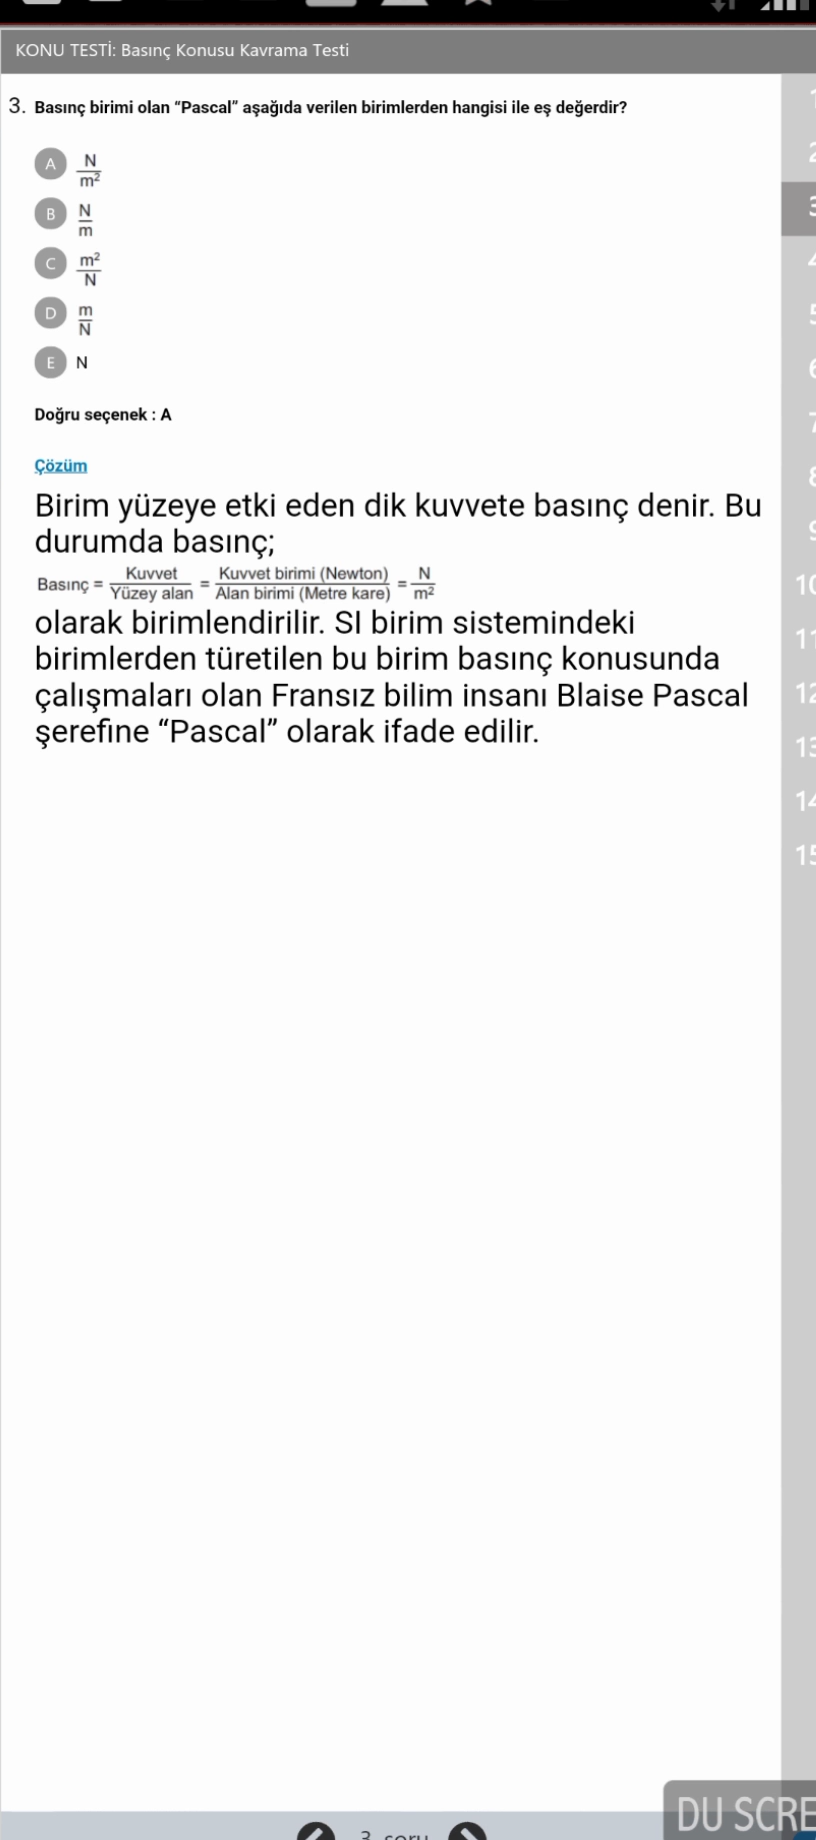 KONU TESTİ: Basınç Konusu Kavrama Testi
3. Basınç birimi olan “Pascal” aşağıda verilen birimlerden hangisi ile eş değerdir?
A N/m²
B N/m
C m²/N
D m/N
E N
Doğru seçenek : A
Çözüm
Birim yüzeye etki eden dik kuvvete basınç denir. Bu
durumda basınç;
Basınç = Kuvvet/Yüzey alan = Kuvvet birimi (Newton)/Alan birimi (Metre kare) = N/m²
olarak birimlendirilir. SI birim sistemindeki
birimlerden türetilen bu birim basınç konusunda
çalışmaları olan Fransız bilim insanı Blaise Pascal
şerefine “Pascal” olarak ifade edilir.
1
2
3
4
5
6
7
8
9
10
11
12
13
14
15
3. soru
DU SCRE